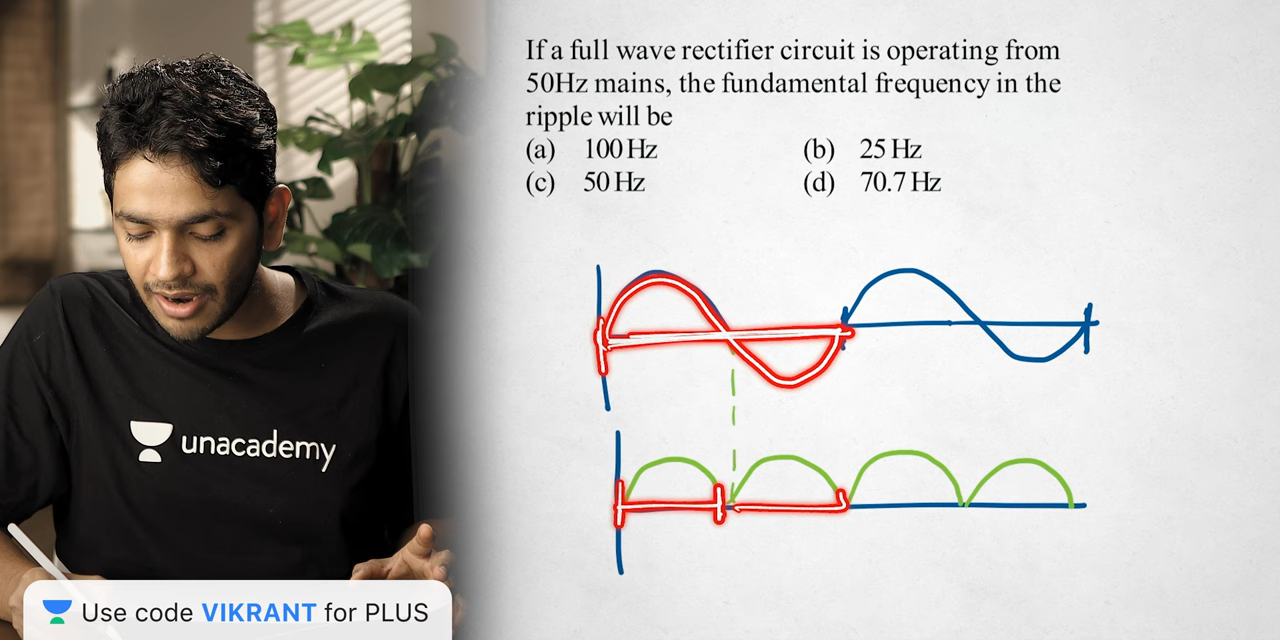 If a full wave rectifier circuit is operating from
50Hz mains, the fundamental frequency in the
ripple will be
(a) 100 Hz (b) 25 Hz
(c) 50 Hz (d) 70.7 Hz
unacademy
Use code VIKRANT for PLUS